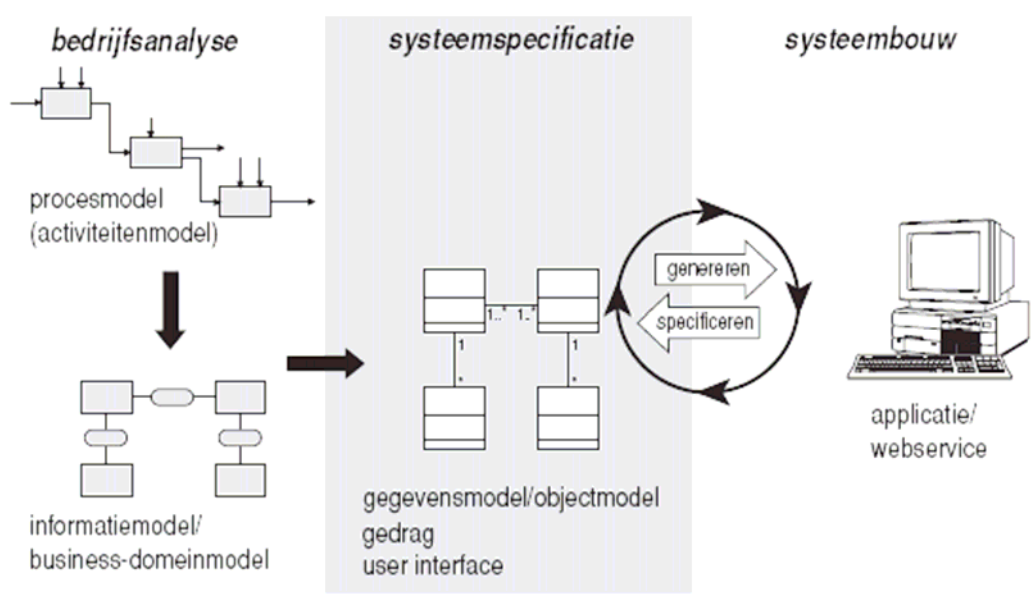 bedrijfsanalyse
procesmodel
(activiteitenmodel)
informatiemodel/
business-domeinmodel
systeemspecificatie
1..*
1..*
1
1
*
*
gegevensmodel/objectmodel
gedrag
user interface
genereren
specificeren
systeembouw
applicatie/
webservice